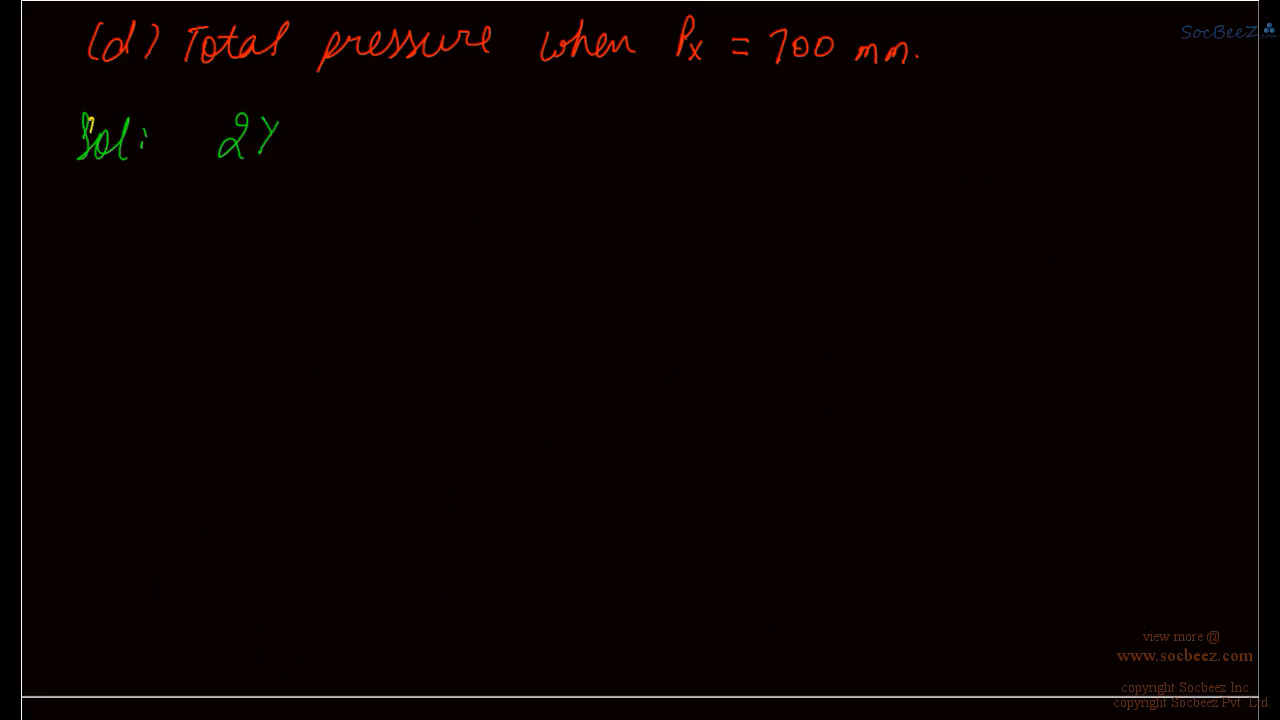 (d) Total pressure when Px = 700 mm.
SocBeeZ
Sol: 2X
view more @
www.socbeez.com
copyright Socbeez Inc.
copyright Socbeez Pvt. Ltd.